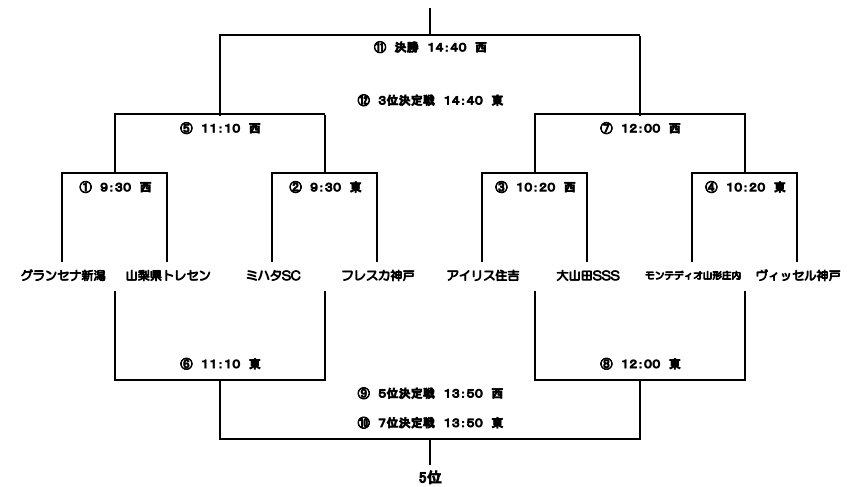 ⑪ 決勝 14:40 西
⑫ 3位決定戦 14:40 東
⑤ 11:10 西
⑦ 12:00 西
① 9:30 西
② 9:30 東
③ 10:20 西
④ 10:20 東
グランセナ新潟
山梨県トレセン
ミハタSC
フレスカ神戸
アイリス住吉
大山田SSS
モンテディオ山形庄内
ヴィッセル神戸
⑥ 11:10 東
⑧ 12:00 東
⑨ 5位決定戦 13:50 西
⑩ 7位決定戦 13:50 東
5位